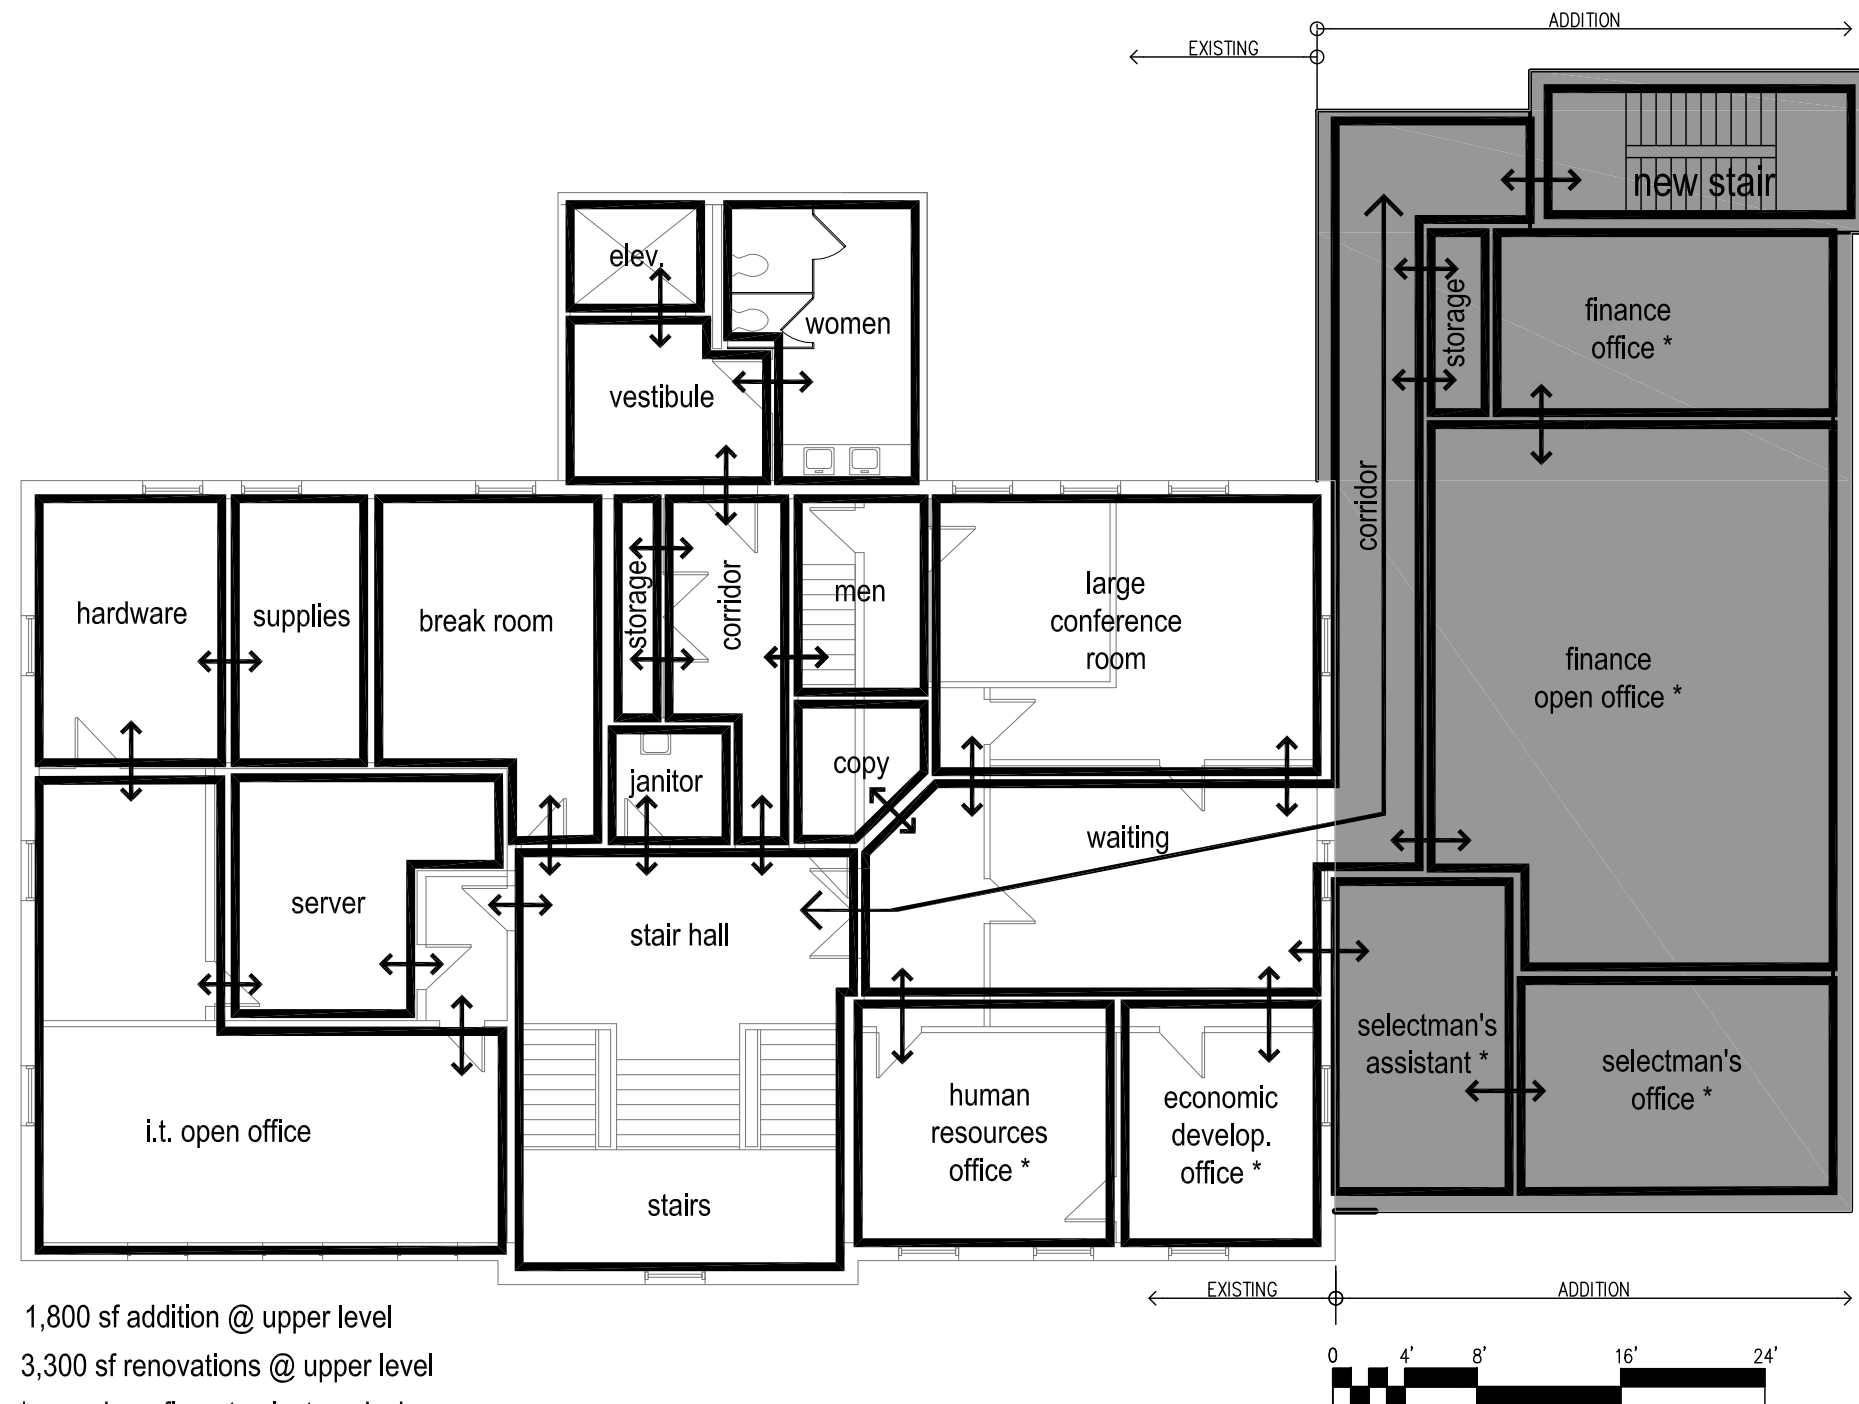 ADDITION
EXISTING
new stair
elev.
women
vestibule
storage
finance
office *
corridor
hardware
supplies
break room
storage
corridor
men
large
conference
room
finance
open office *
janitor
copy
waiting
server
stair hall
selectman's
assistant *
selectman's
office *
i.t. open office
human
resources
office *
economic
develop.
office *
stairs
EXISTING
ADDITION
1,800 sf addition @ upper level
3,300 sf renovations @ upper level
0 4' 8' 16' 24'